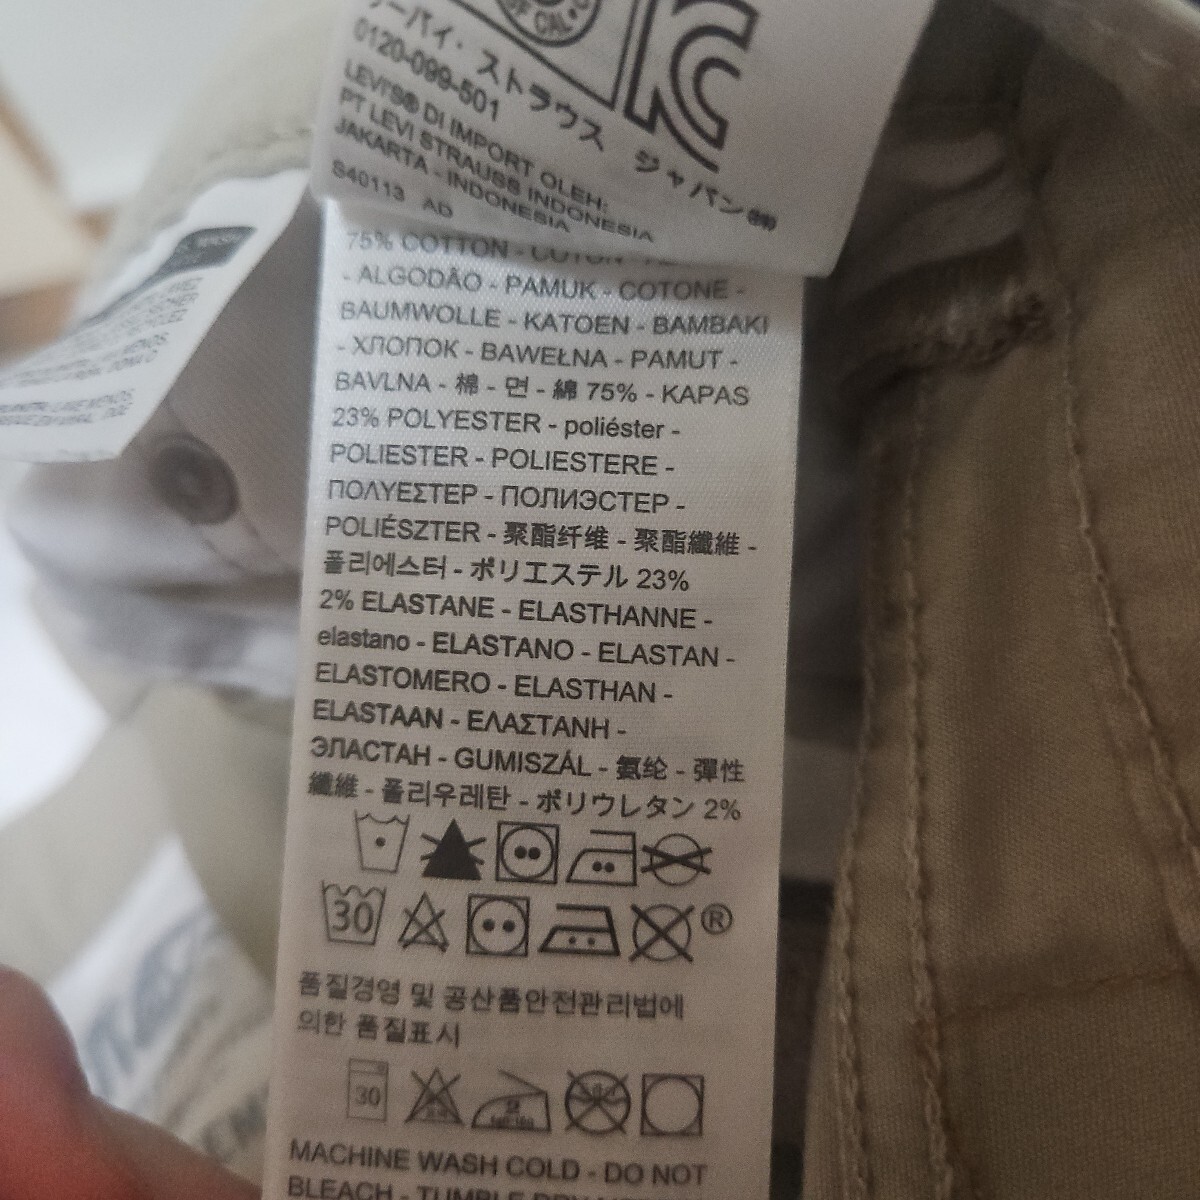 ーバイ・ストラウス ジャパン㈱
0120-099-501
LEVI'S® DI IMPORT OLEH:
PT LEVI STRAUSS INDONESIA
JAKARTA - INDONESIA
S40113 AD
75% COTTON - COTON -
- ALGODÃO - PAMUK - COTONE -
BAUMWOLLE - KATOEN - BAMBAKI
- ХЛОПОК - BAWEŁNA - PAMUT -
BAVLNA - 棉 - 면 - 綿 75% - KAPAS
23% POLYESTER - poliéster -
POLIESTER - POLIESTERE -
ΠΟΛΥΕΣΤΕΡ - ПОЛИЭСТЕР -
POLIÉSZTER - 聚酯纤维 - 聚酯纖維 -
폴리에스터 - ポリエステル 23%
2% ELASTANE - ELASTHANNE -
elastano - ELASTANO - ELASTAN -
ELASTOMERO - ELASTHAN -
ELASTAAN - ΕΛΑΣΤΑΝΗ -
ЭЛАСТАН - GUMISZÁL - 氨纶 - 彈性
纖維 - 폴리우레탄 - ポリウレタン 2%
30 ®
품질경영 및 공산품안전관리법에
의한 품질표시
30
MACHINE WASH COLD - DO NOT
BLEACH - TUMBLE DRY